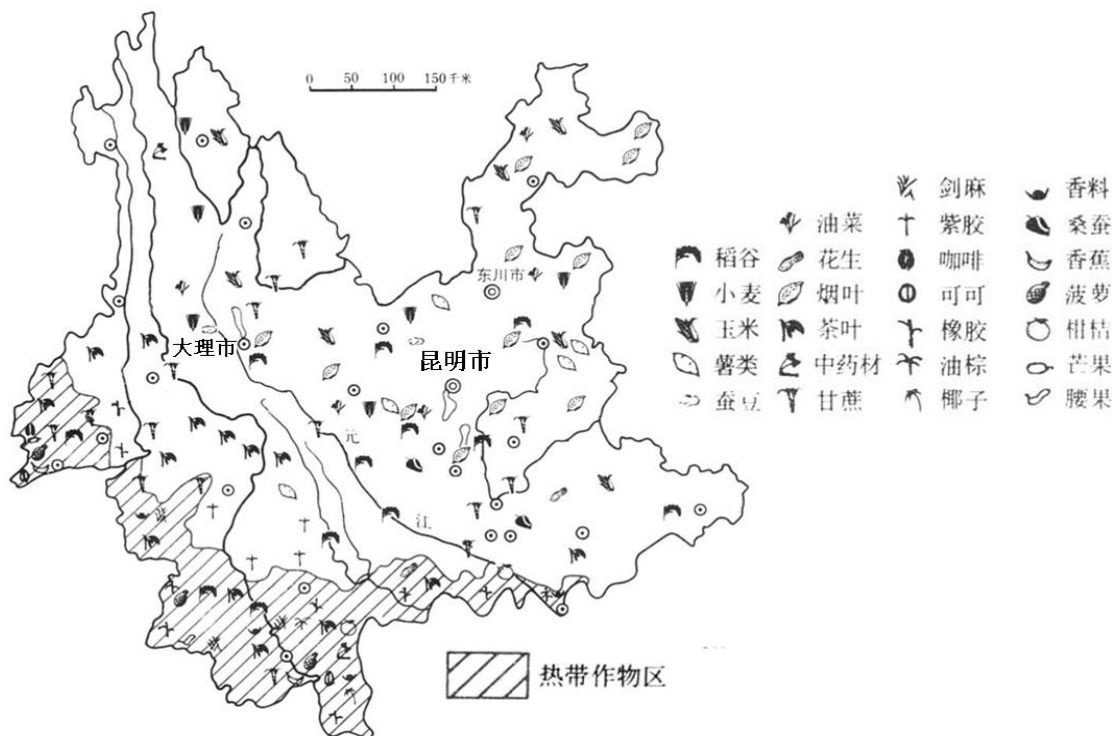 0 50 100 150千米
东川市
大理市
昆明市
元
江
热带作物区
剑麻 香料
油菜 紫胶 桑蚕
稻谷 花生 咖啡 香蕉
小麦 烟叶 可可 菠萝
玉米 茶叶 橡胶 柑桔
薯类 中药材 油棕 芒果
蚕豆 甘蔗 椰子 腰果